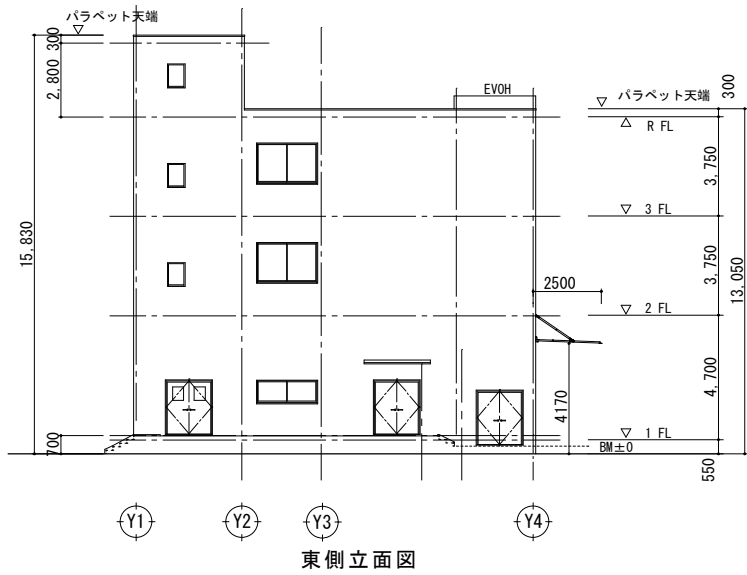 パラペット天端
300
2,800
15,830
700
EVOH
パラペット天端
300
R FL
3,750
3 FL
3,750
13,050
2500
2 FL
4,700
4170
1 FL
BM±0
550
Y1
Y2
Y3
Y4
東側立面図